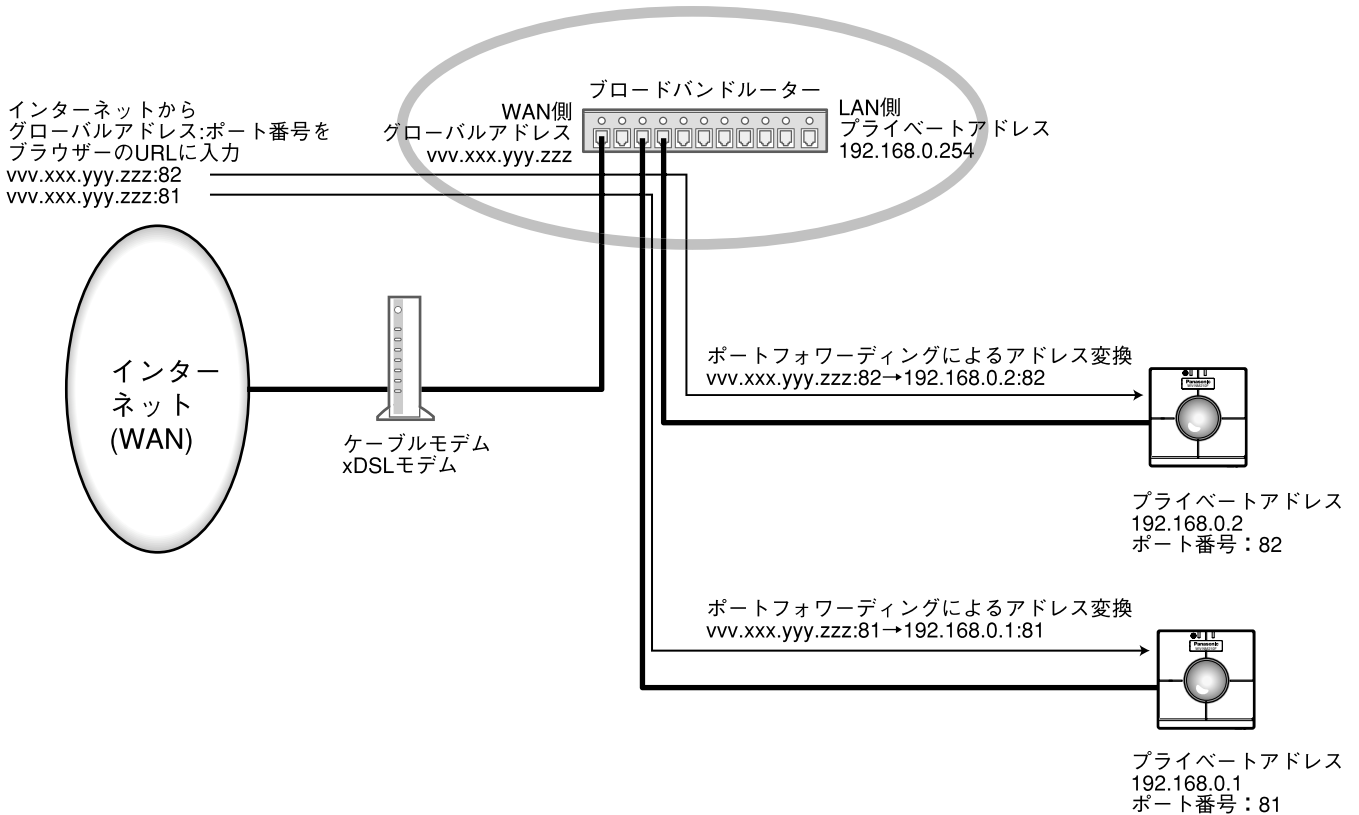 ブロードバンドルーター
WAN側
グローバルアドレス
vvv.xxx.yyy.zzz
LAN側
プライベートアドレス
192.168.0.254
インターネットから
グローバルアドレス:ポート番号を
ブラウザーのURLに入力
vvv.xxx.yyy.zzz:82
vvv.xxx.yyy.zzz:81
インター
ネット
(WAN)
ケーブルモデム
xDSLモデム
ポートフォワーディングによるアドレス変換
vvv.xxx.yyy.zzz:82→192.168.0.2:82
Panasonic
プライベートアドレス
192.168.0.2
ポート番号：82
ポートフォワーディングによるアドレス変換
vvv.xxx.yyy.zzz:81→192.168.0.1:81
Panasonic
プライベートアドレス
192.168.0.1
ポート番号：81